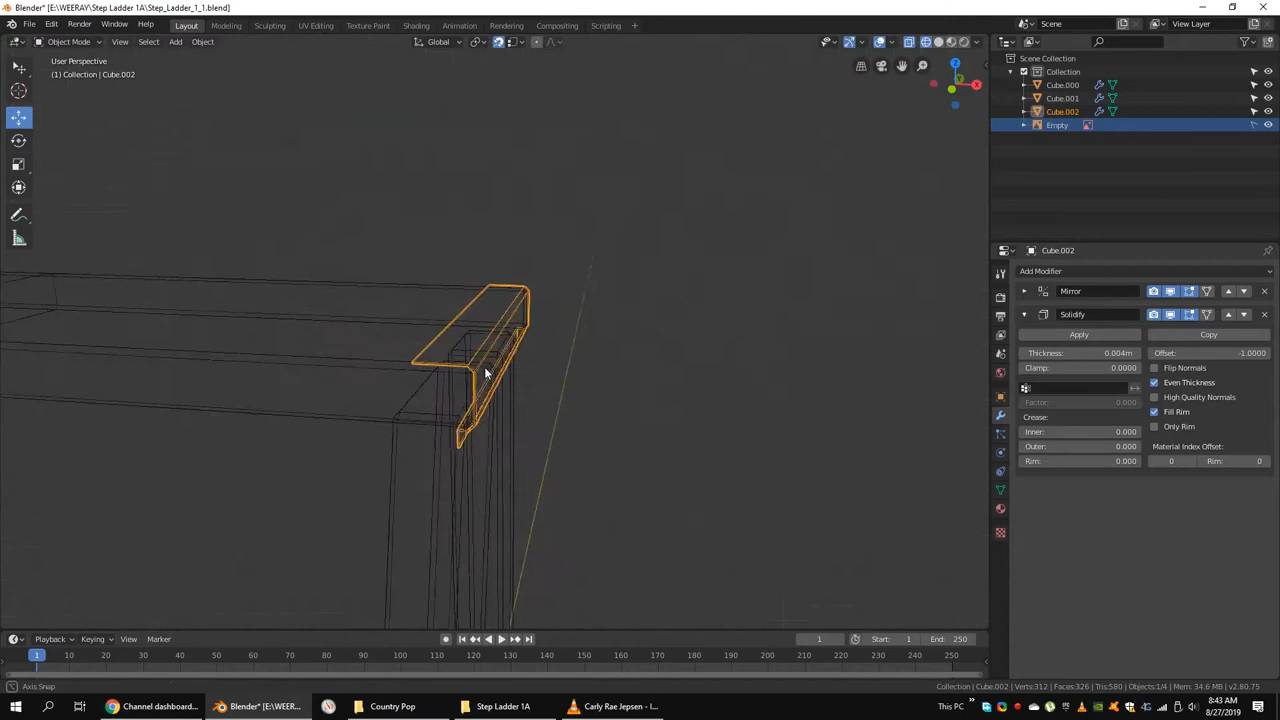 Blender* [E:\WEERAY\Step Ladder 1A\Step_Ladder_1_1.blend]
File Edit Render Window Help Layout Modeling Sculpting UV Editing Texture Paint Shading Animation Rendering Compositing Scripting + Scene View Layer
Object Mode View Select Add Object Global
User Perspective
(1) Collection | Cube.002
Scene Collection
Collection
Cube.000
Cube.001
Cube.002
Empty
Cube.002
Add Modifier
Mirror
Solidify
Apply Copy
Thickness: 0.004m Offset: -1.0000
Clamp: 0.0000 Flip Normals
Even Thickness
Factor: 0.000 High Quality Normals
Crease: Fill Rim
Inner: 0.000 Only Rim
Outer: 0.000 Material Index Offset:
Rim: 0.000 0 Rim: 0
Z
Y
X
Playback Keying View Marker 1 Start: 1 End: 250
1 10 20 30 40 50 60 70 80 90 100 110 120 130 140 150 160 170 180 190 200 210 220 230 240 250
Axis Snap Collection | Cube.002 | Verts:312 | Faces:326 | Tris:580 | Objects:1/4 | Mem: 34.6 MB | v2.80.75
Channel dashboard... Blender* [E:\WEERA... Country Pop Step Ladder 1A Carly Rae Jepsen - I... This PC 8:43 AM
8/27/2019